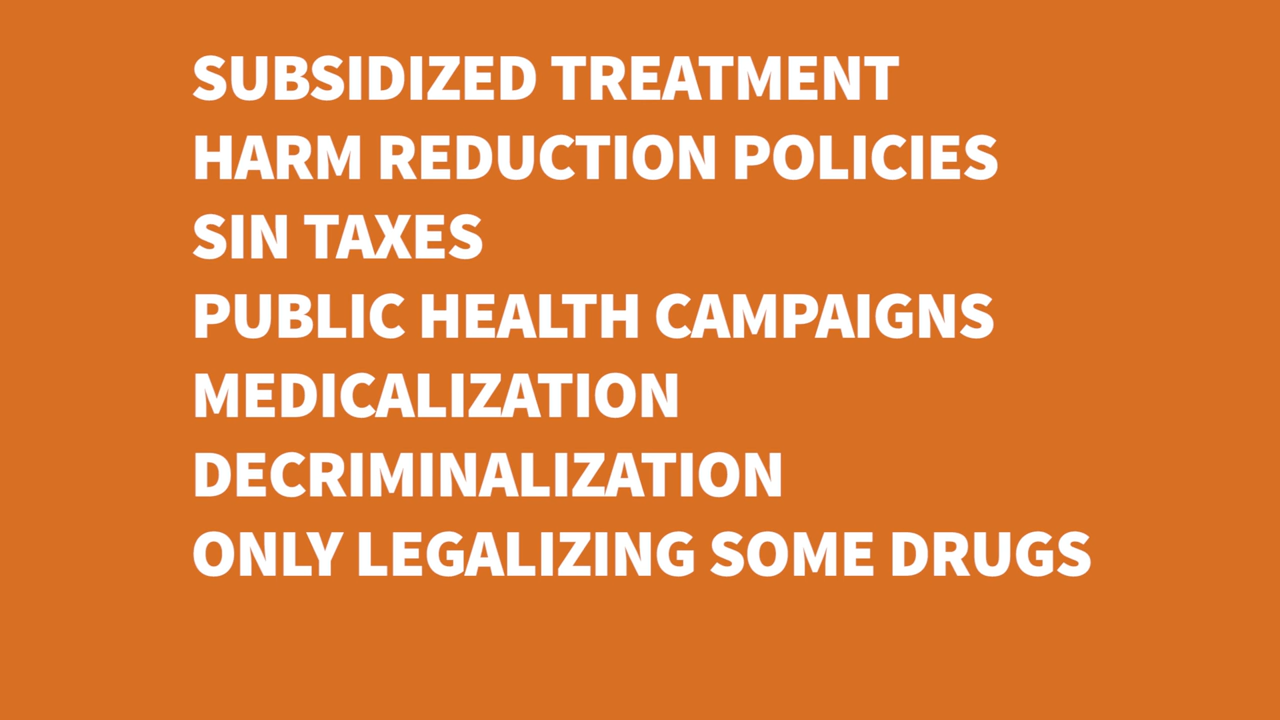 SUBSIDIZED TREATMENT
HARM REDUCTION POLICIES
SIN TAXES
PUBLIC HEALTH CAMPAIGNS
MEDICALIZATION
DECRIMINALIZATION
ONLY LEGALIZING SOME DRUGS